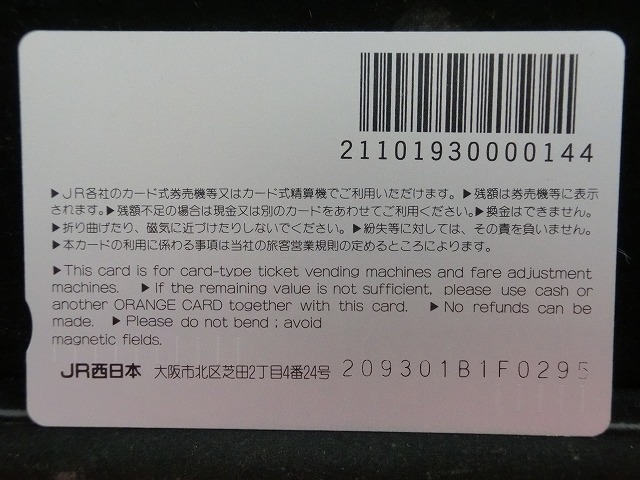 21101930000144
▶JR各社のカード式券売機等又はカード式精算機でご利用いただけます。▶残額は券売機等に表示
されます。▶残額不足の場合は現金又は別のカードをあわせてご利用ください。▶換金はできません。
▶折り曲げたり、磁気に近づけたりしないでください。▶紛失等に対しては、その責を負いません。
▶本カードの利用に係わる事項は当社の旅客営業規則の定めるところによります。
▶This card is for card-type ticket vending machines and fare adjustment
machines. ▶If the remaining value is not sufficient, please use cash or
another ORANGE CARD together with this card. ▶No refunds can be
made. ▶Please do not bend; avoid
magnetic fields.
JR西日本 大阪市北区芝田2丁目4番24号 209301B1F0295